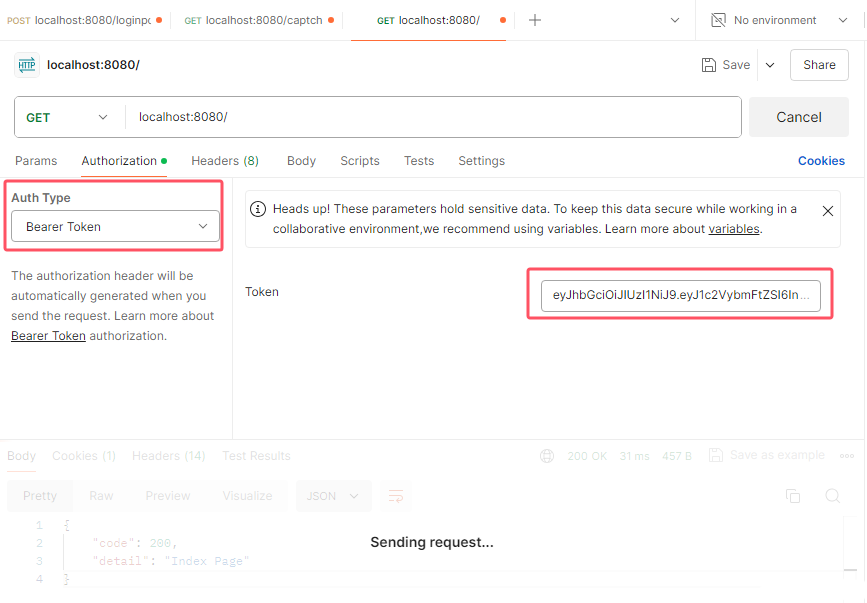 POST localhost:8080/loginpo GET localhost:8080/captch GET localhost:8080/ No environment
HTTP localhost:8080/ Save Share
GET localhost:8080/ Cancel
Params Authorization Headers (8) Body Scripts Tests Settings Cookies
Auth Type
Bearer Token
The authorization header will be
automatically generated when you
send the request. Learn more about
Bearer Token authorization.
Heads up! These parameters hold sensitive data. To keep this data secure while working in a
collaborative environment,we recommend using variables. Learn more about variables.
Token eyJhbGciOiJIUzI1NiJ9.eyJ1c2VybmFtZSI6In...
Body Cookies (1) Headers (14) Test Results 200 OK 31 ms 457 B Save as example
Pretty Raw Preview Visualize JSON
1 {
2 "code": 200,
3 "detail": "Index Page"
4 }
Sending request...